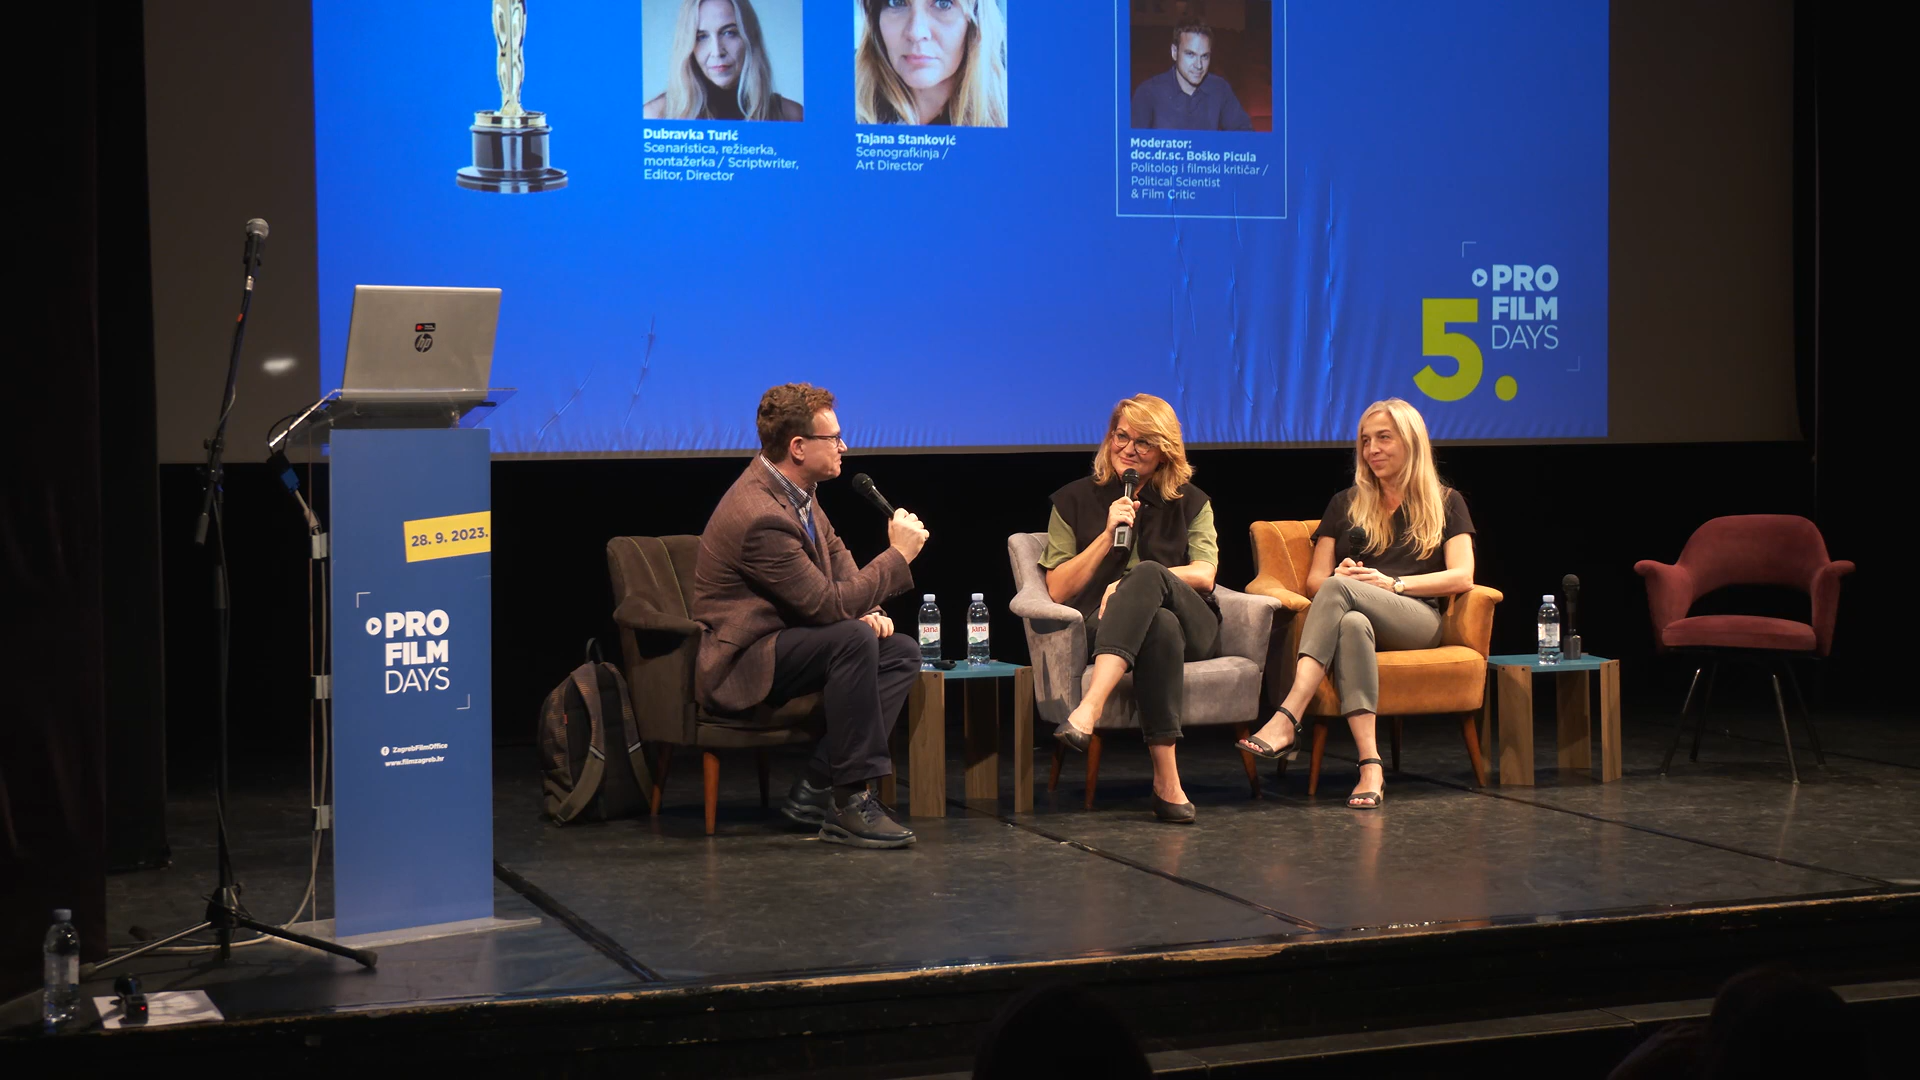 Dubravka Turić
Scenaristica, režiserka,
montažerka / Scriptwriter,
Editor, Director
Tajana Stanković
Scenografkinja /
Art Director
Moderator:
doc.dr.sc. Boško Picula
Politolog i filmski kritičar /
Political Scientist
& Film Critic
5. PRO
FILM
DAYS
hp
28. 9. 2023.
PRO
FILM
DAYS
ZagrebFilmOffice
www.filmzagreb.hr
Jana
Jana